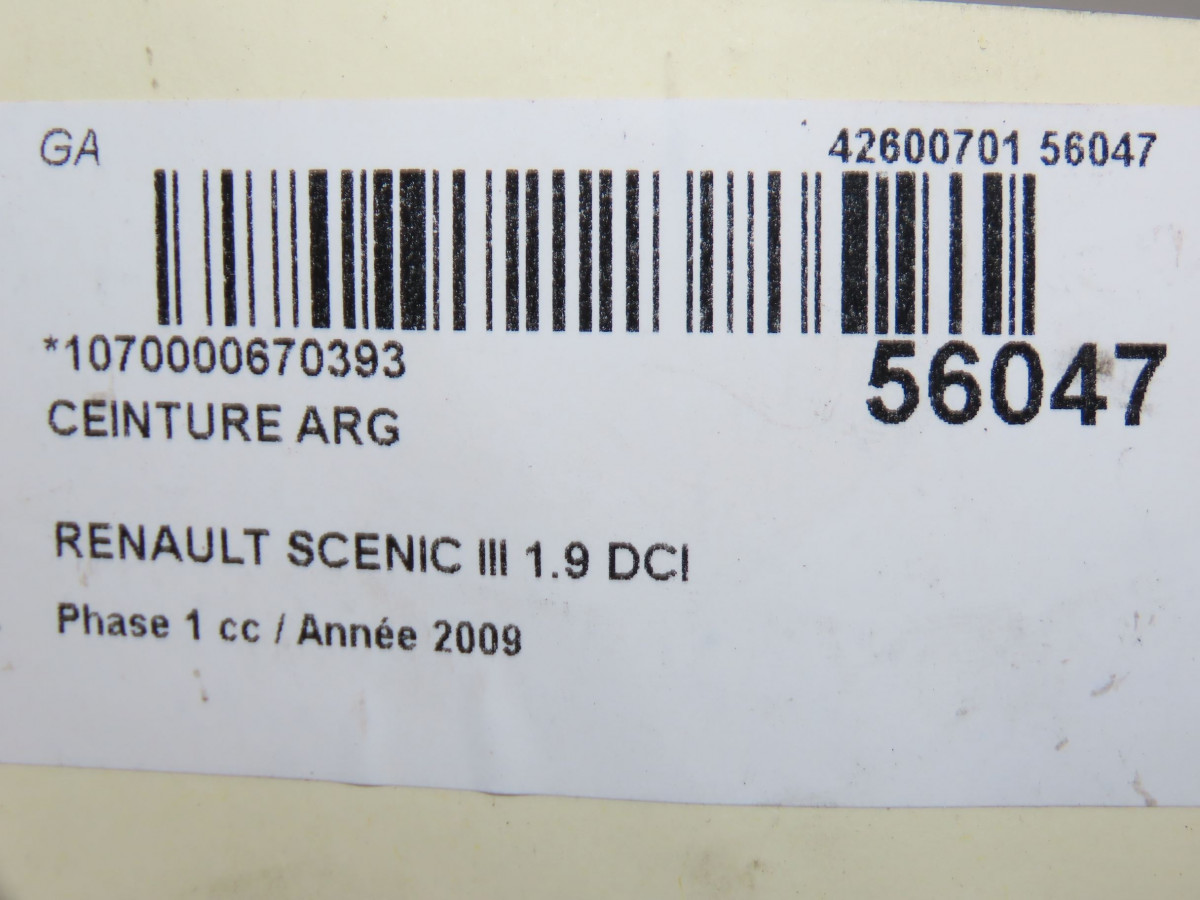 GA
42600701 56047
*1070000670393
56047
CEINTURE ARG
RENAULT SCENIC III 1.9 DCI
Phase 1 cc / Année 2009